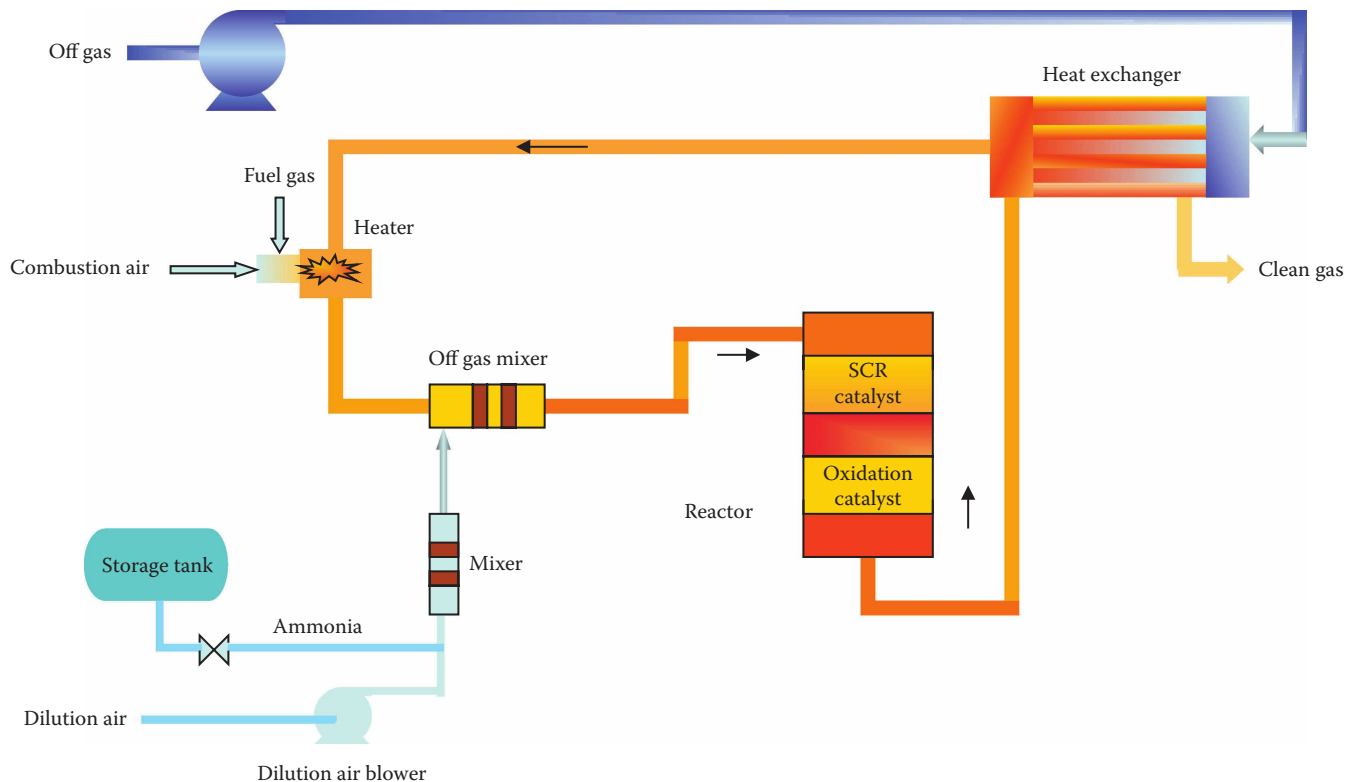 Off gas
Heat exchanger
Fuel gas
Heater
Combustion air
Clean gas
Off gas mixer
SCR
catalyst
Oxidation
catalyst
Reactor
Storage tank
Mixer
Ammonia
Dilution air
Dilution air blower